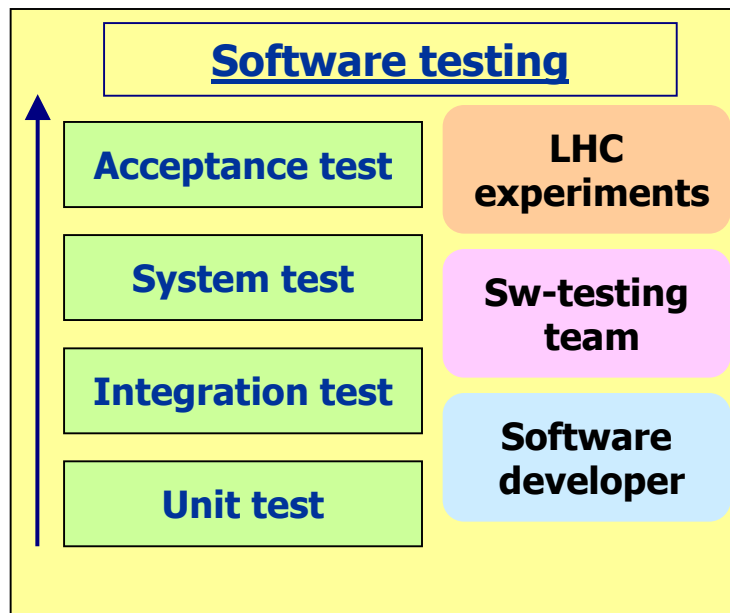 Software testing
Acceptance test
System test
Integration test
Unit test
LHC
experiments
Sw-testing
team
Software
developer